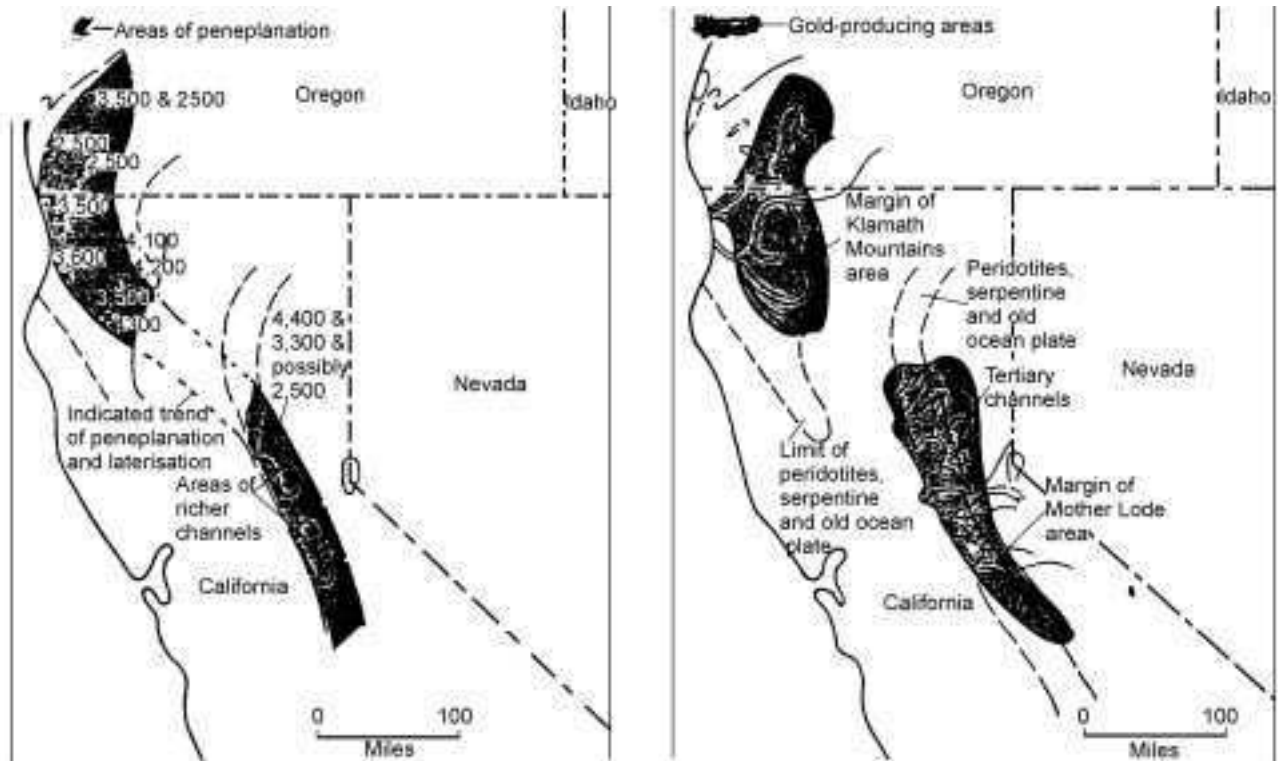 Areas of peneplanation
3,500 & 2500
Oregon
Idaho
2,500
2,500
3,500
3,600
4,100
200
3,500
4,400 &
3,300 &
possibly
2,500
Nevada
Indicated trend
of peneplanation
and laterisation
Areas of
richer
channels
California
0 100
Miles
Gold-producing areas
Oregon
Idaho
Margin of
Klamath
Mountains
area
Peridotites,
serpentine
and old
ocean plate
Nevada
Tertiary
channels
Limit of
peridotites,
serpentine
and old ocean
plate
Margin of
Mother Lode
area
California
0 100
Miles